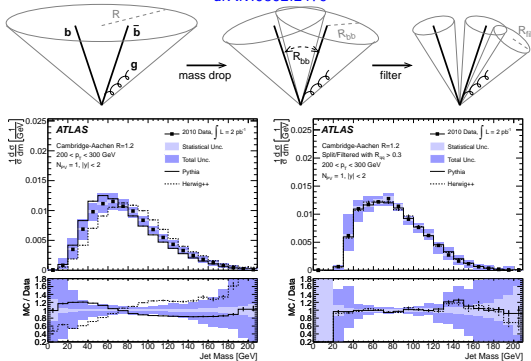 R
b
b̄
g
mass drop
R_bb
R_bb
filter
R_filt
ATLAS
2010 Data, ∫ L = 2 pb⁻¹
Cambridge-Aachen R=1.2
200 < p_T < 300 GeV
N_PV = 1, |y| < 2
Statistical Unc.
Total Unc.
Pythia
Herwig++
1/σ dσ/dm [1/GeV]
0.025
0.02
0.015
0.01
0.005
0
MC / Data
1.8
1.6
1.4
1.2
1
0.8
0.6
0.4
0.2
0 20 40 60 80 100 120 140 160 180 200
Jet Mass [GeV]
ATLAS
2010 Data, ∫ L = 2 pb⁻¹
Cambridge-Aachen R=1.2
Split/Filtered with R_bb > 0.3
200 < p_T < 300 GeV
N_PV = 1, |y| < 2
Statistical Unc.
Total Unc.
Pythia
Herwig++
1/σ dσ/dm [1/GeV]
0.025
0.02
0.015
0.01
0.005
0
MC / Data
1.8
1.6
1.4
1.2
1
0.8
0.6
0.4
0.2
0 20 40 60 80 100 120 140 160 180 200
Jet Mass [GeV]